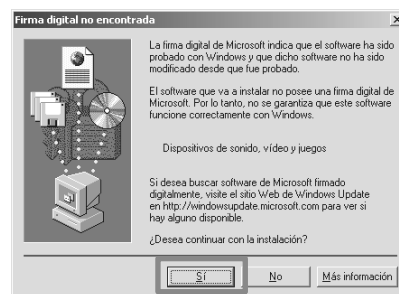 Firma digital no encontrada
La firma digital de Microsoft indica que el software ha sido
probado con Windows y que dicho software no ha sido
modificado desde que fue probado.
El software que va a instalar no posee una firma digital de
Microsoft. Por lo tanto, no se garantiza que este software
funcione correctamente con Windows.
Dispositivos de sonido, vídeo y juegos
Si desea buscar software de Microsoft firmado
digitalmente, visite el sitio Web de Windows Update
en http://windowsupdate.microsoft.com para ver si
hay alguno disponible.
¿Desea continuar con la instalación?
Sí No Más información